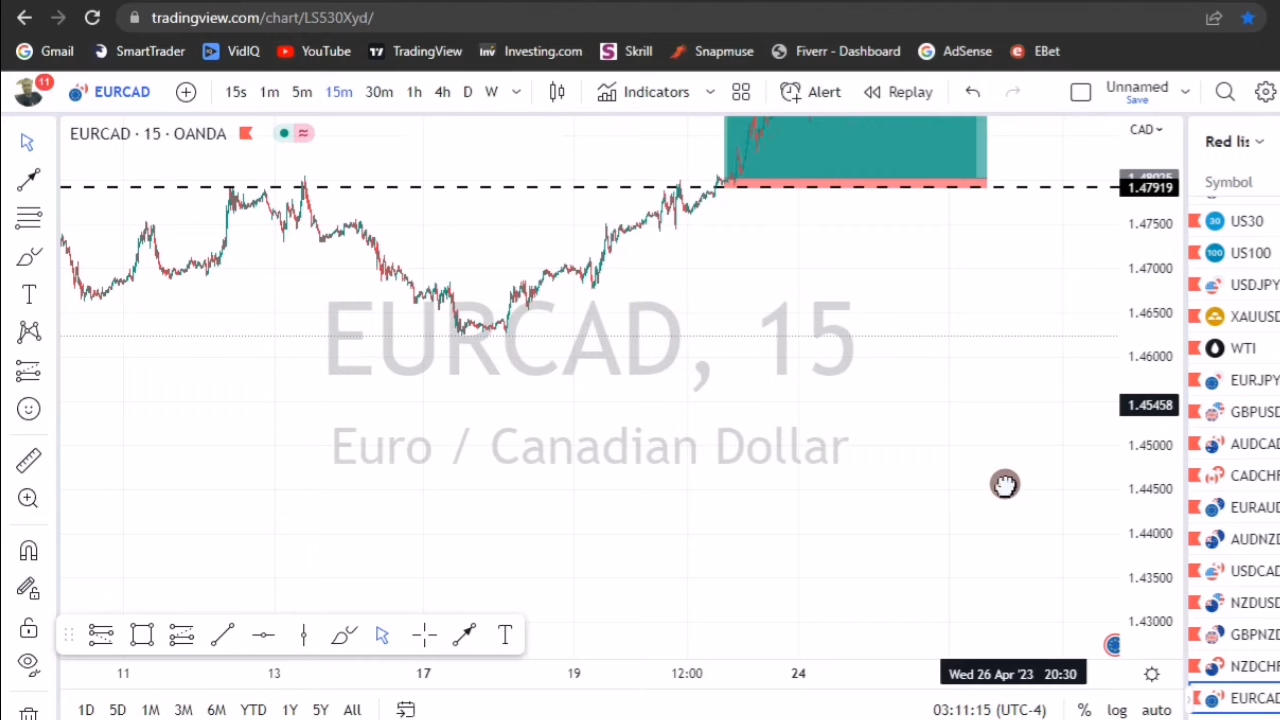 tradingview.com/chart/LS530Xyd/
Gmail SmartTrader VidIQ YouTube TradingView Investing.com Skrill Snapmuse Fiverr - Dashboard AdSense EBet
11 EURCAD 15s 1m 5m 15m 30m 1h 4h D W Indicators Alert Replay Unnamed
Save
EURCAD · 15 · OANDA
CAD
Red lis
Symbol
1.48025
1.47919
1.47500
1.47000
1.46500
1.46000
1.45458
1.45000
1.44500
1.44000
1.43500
1.43000
EURCAD, 15
Euro / Canadian Dollar
30 US30
100 US100
USDJPY
XAUUSD
WTI
EURJPY
GBPUSD
AUDCAD
CADCHF
EURAUD
AUDNZD
USDCAD
NZDUSD
GBPNZD
NZDCHF
EURCAD
11 13 17 19 12:00 24 Wed 26 Apr '23 20:30
1D 5D 1M 3M 6M YTD 1Y 5Y All 03:11:15 (UTC-4) % log auto